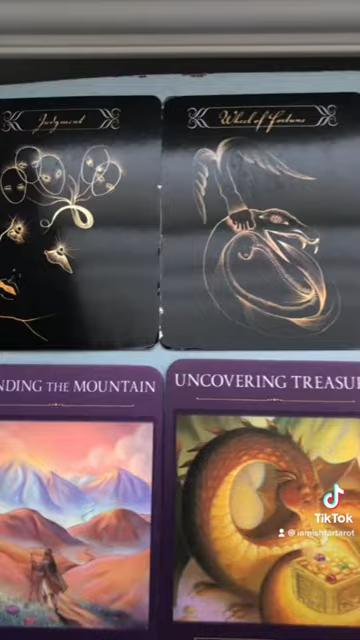 Judgment
Wheel of Fortune
NDING THE MOUNTAIN
UNCOVERING TREASURE
TikTok
@iamishtartarot